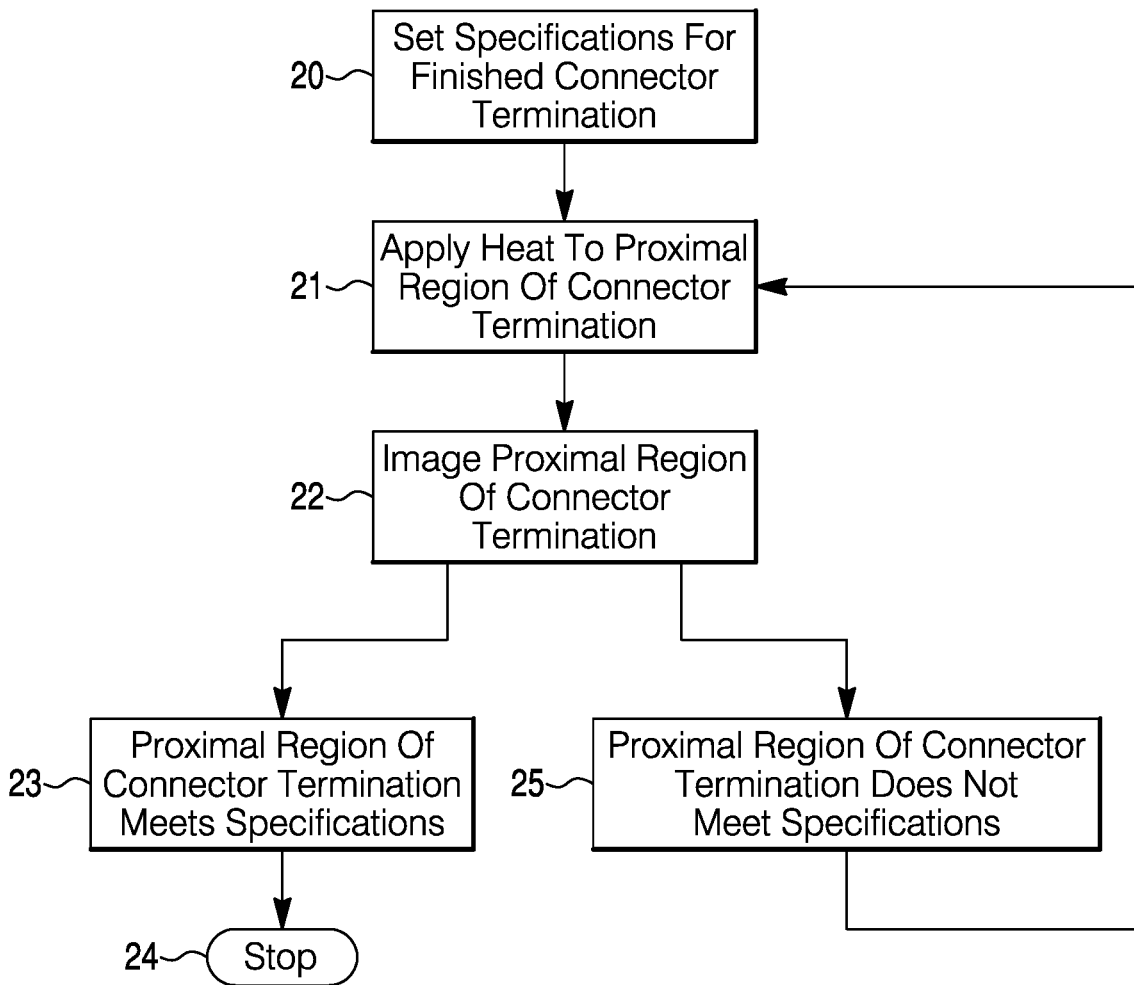 Set Specifications For
Finished Connector
Termination
20
Apply Heat To Proximal
Region Of Connector
Termination
21
Image Proximal Region
Of Connector
Termination
22
Proximal Region Of
Connector Termination
Meets Specifications
23
Proximal Region Of Connector
Termination Does Not
Meet Specifications
25
Stop
24